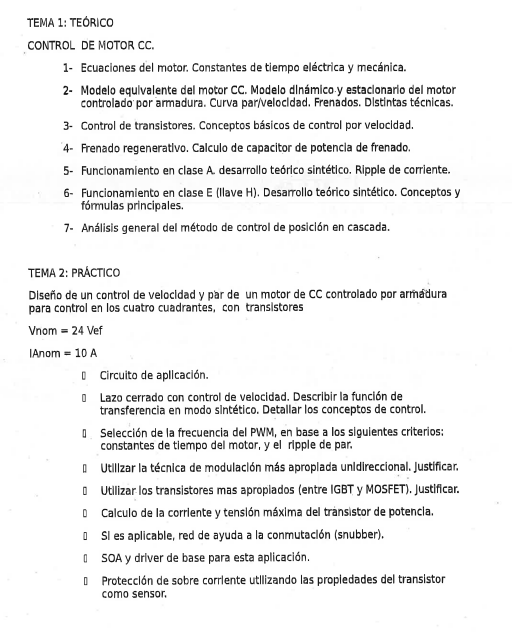 TEMA 1: TEÓRICO
CONTROL DE MOTOR CC.
1- Ecuaciones del motor. Constantes de tiempo eléctrica y mecánica.
2- Modelo equivalente del motor CC. Modelo dinámico y estacionario del motor
controlado por armadura. Curva par/velocidad. Frenados. Distintas técnicas.
3- Control de transistores. Conceptos básicos de control por velocidad.
4- Frenado regenerativo. Calculo de capacitor de potencia de frenado.
5- Funcionamiento en clase A. desarrollo teórico sintético. Ripple de corriente.
6- Funcionamiento en clase E (llave H). Desarrollo teórico sintético. Conceptos y
fórmulas principales.
7- Análisis general del método de control de posición en cascada.
TEMA 2: PRÁCTICO
Diseño de un control de velocidad y par de un motor de CC controlado por armadura
para control en los cuatro cuadrantes, con transistores
Vnom = 24 Vef
IAnom = 10 A
▯ Circuito de aplicación.
▯ Lazo cerrado con control de velocidad. Describir la función de
transferencia en modo sintético. Detallar los conceptos de control.
▯ Selección de la frecuencia del PWM, en base a los siguientes criterios:
constantes de tiempo del motor, y el ripple de par.
▯ Utilizar la técnica de modulación más apropiada unidireccional. Justificar.
▯ Utilizar los transistores mas apropiados (entre IGBT y MOSFET). Justificar.
▯ Calculo de la corriente y tensión máxima del transistor de potencia.
▯ Si es aplicable, red de ayuda a la conmutación (snubber).
▯ SOA y driver de base para esta aplicación.
▯ Protección de sobre corriente utilizando las propiedades del transistor
como sensor.